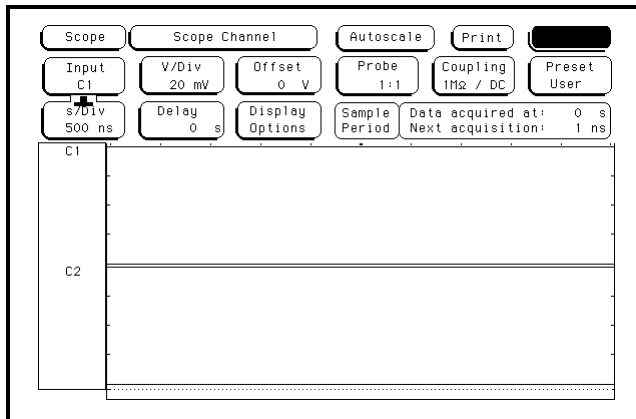 Scope Scope Channel Autoscale Print
Input V/Div Offset Probe Coupling Preset
C1 20 mV 0 V 1:1 1MΩ / DC User
s/Div Delay Display Sample Data acquired at: 0 s
500 ns 0 s Options Period Next acquisition: 1 ns
C1
C2